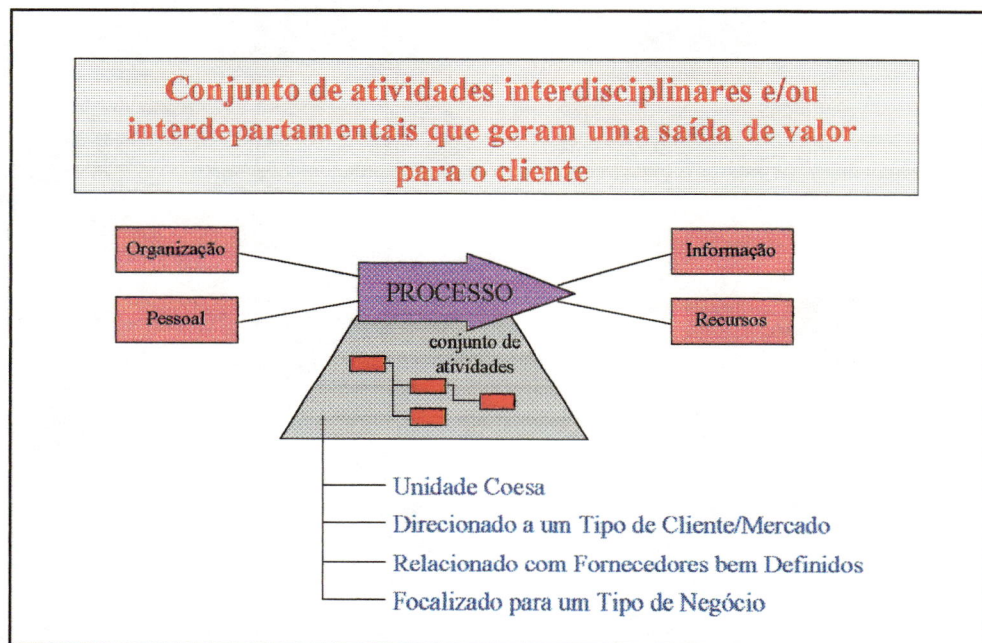 Conjunto de atividades interdisciplinares e/ou
interdepartamentais que geram uma saída de valor
para o cliente
Organização
Pessoal
PROCESSO
Informação
Recursos
conjunto de
atividades
Unidade Coesa
Direcionado a um Tipo de Cliente/Mercado
Relacionado com Fornecedores bem Definidos
Focalizado para um Tipo de Negócio